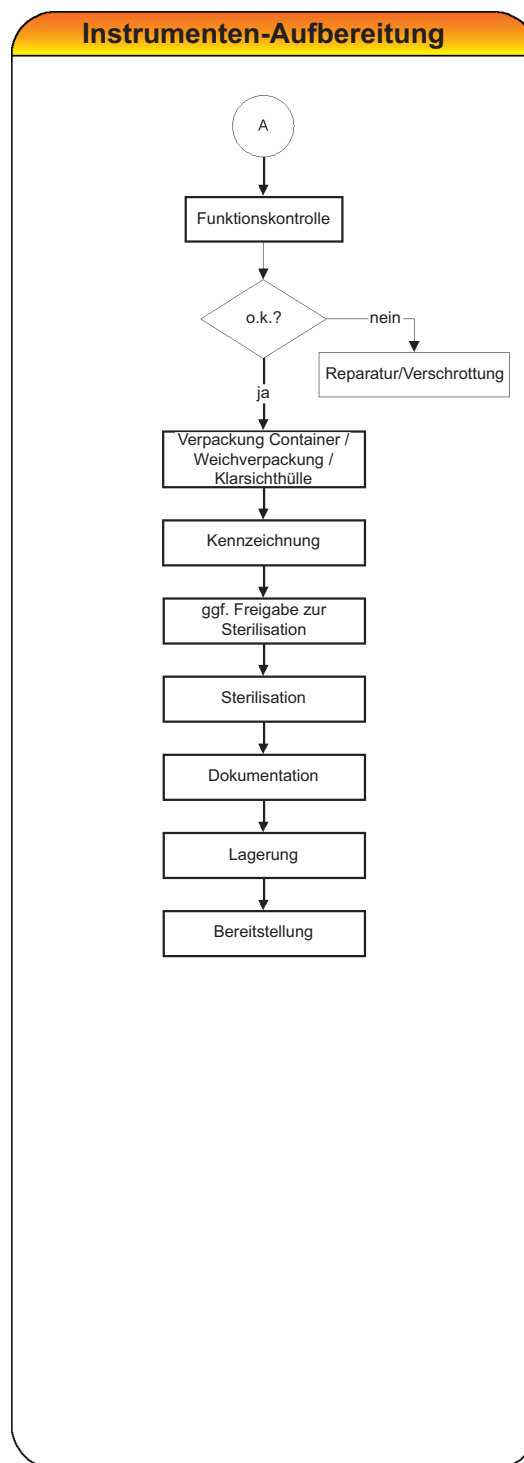 Instrumenten-Aufbereitung
A
Funktionskontrolle
o.k.?
nein
Reparatur/Verschrottung
ja
Verpackung Container /
Weichverpackung /
Klarsichthülle
Kennzeichnung
ggf. Freigabe zur
Sterilisation
Sterilisation
Dokumentation
Lagerung
Bereitstellung